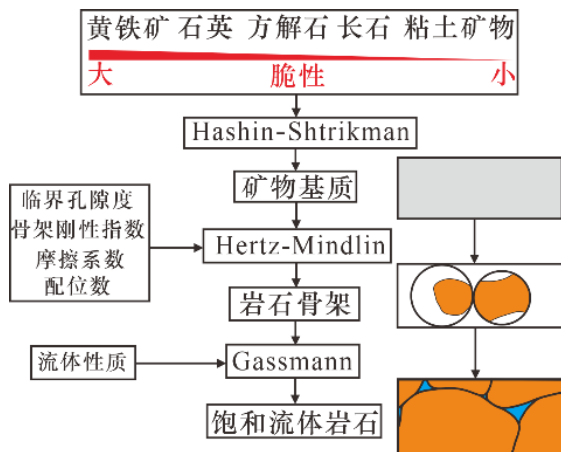 黄铁矿 石英 方解石 长石 粘土矿物
大 脆性 小
Hashin-Shtrikman
矿物基质
临界孔隙度
骨架刚性指数
摩擦系数
配位数
Hertz-Mindlin
岩石骨架
流体性质
Gassmann
饱和流体岩石